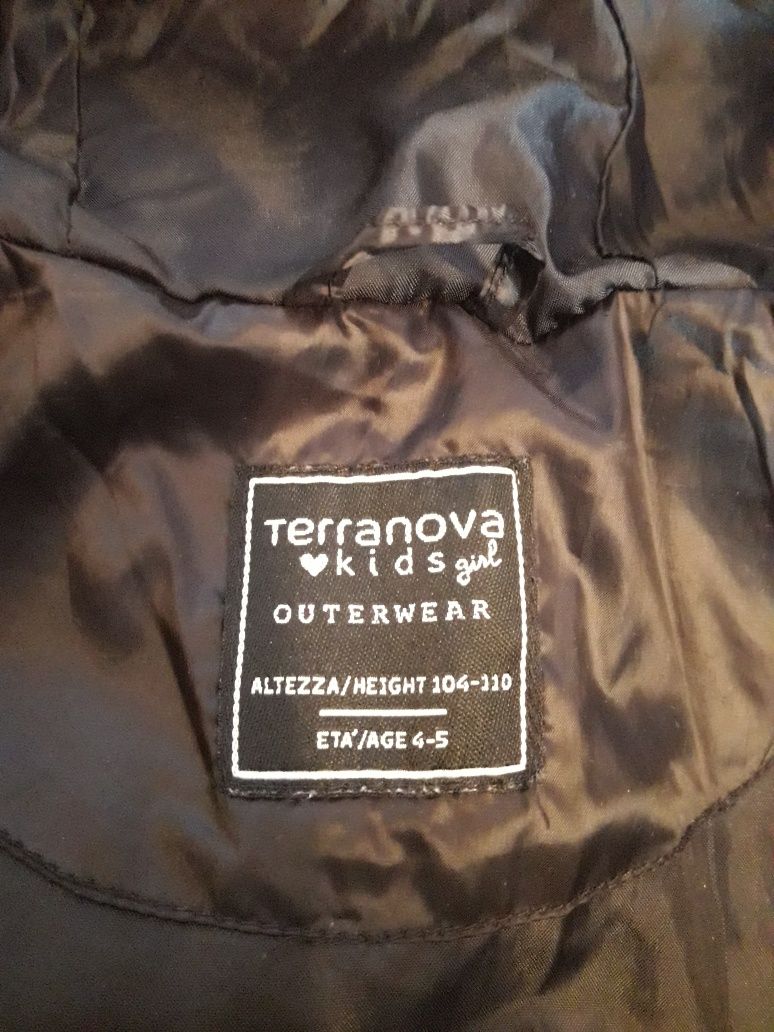 Terranova
♥kids girl
OUTERWEAR
ALTEZZA/HEIGHT 104-110
ETA'/AGE 4-5